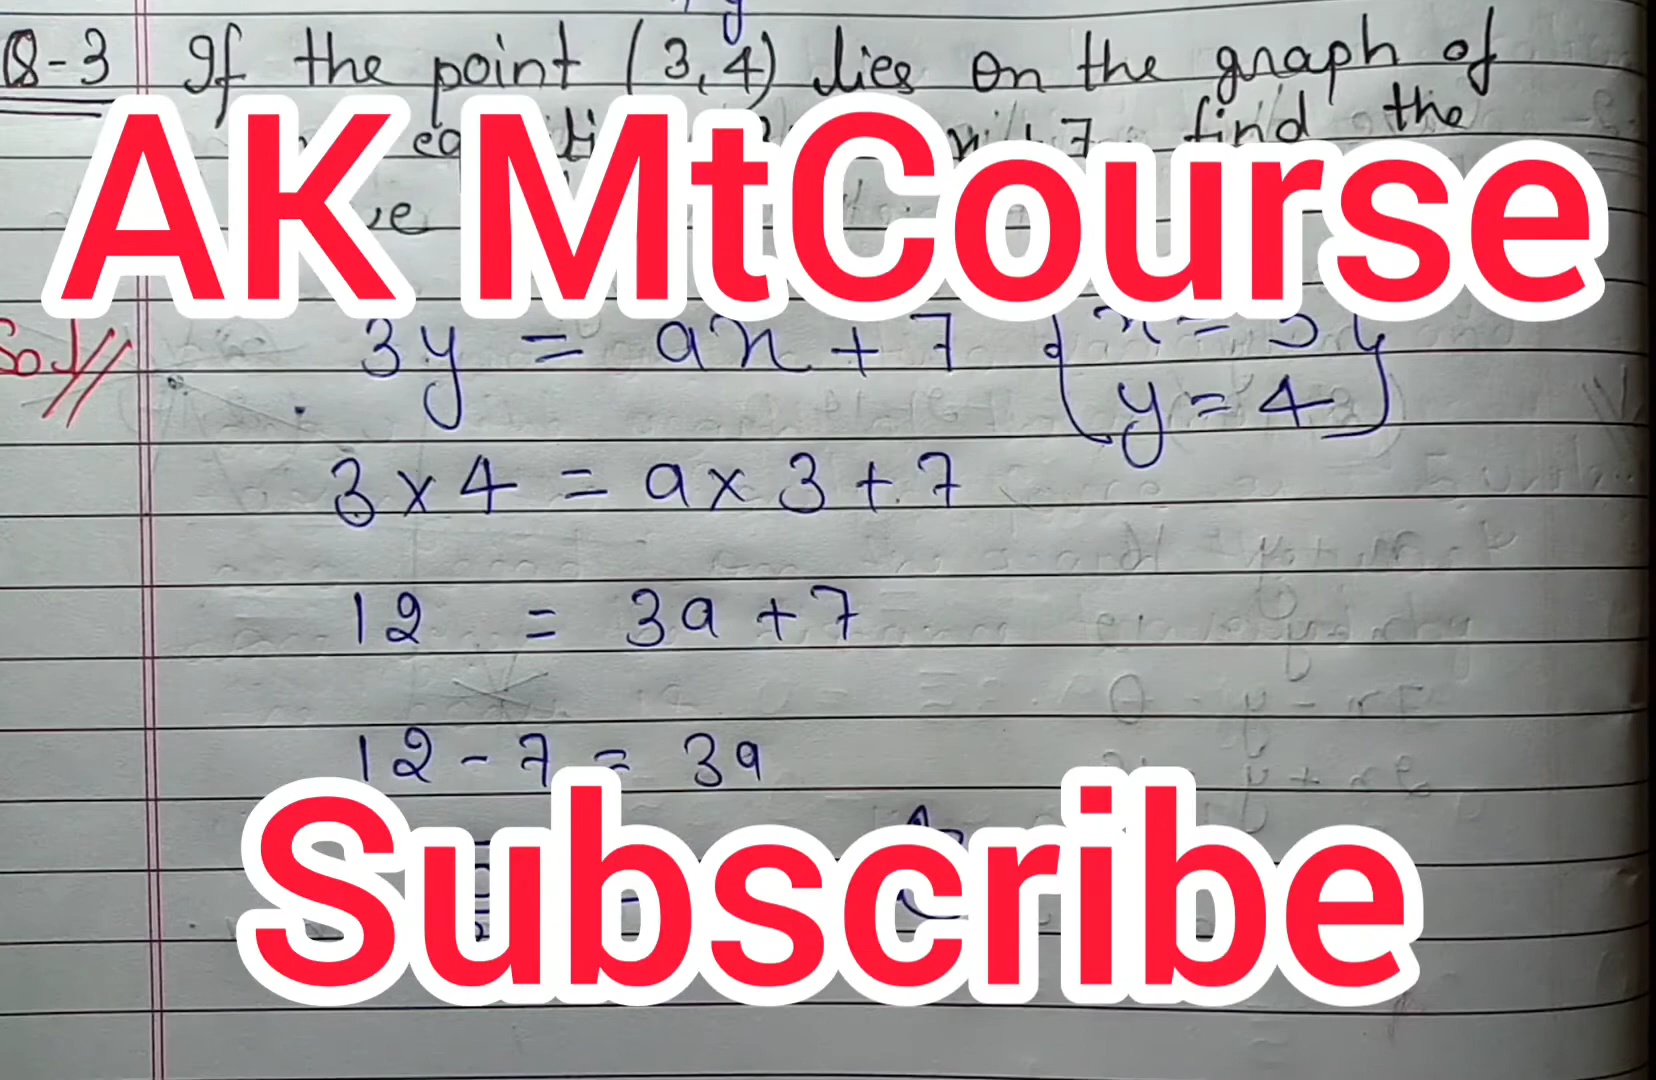 Q-3 If the point (3,4) lies on the graph of
7 find the
AK MtCourse
Sol
3y = ax + 7
y = 4
3 x 4 = a x 3 + 7
12 = 3a + 7
12 - 7 = 3a
Subscribe